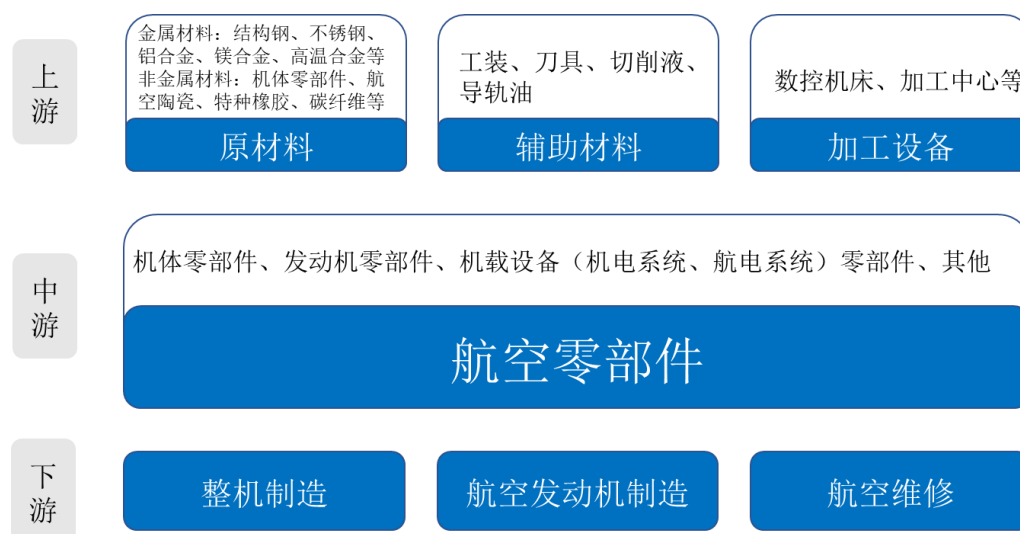 上游
金属材料：结构钢、不锈钢、
铝合金、镁合金、高温合金等
非金属材料：机体零部件、航
空陶瓷、特种橡胶、碳纤维等
原材料
工装、刀具、切削液、
导轨油
辅助材料
数控机床、加工中心等
加工设备
中游
机体零部件、发动机零部件、机载设备（机电系统、航电系统）零部件、其他
航空零部件
下游
整机制造
航空发动机制造
航空维修